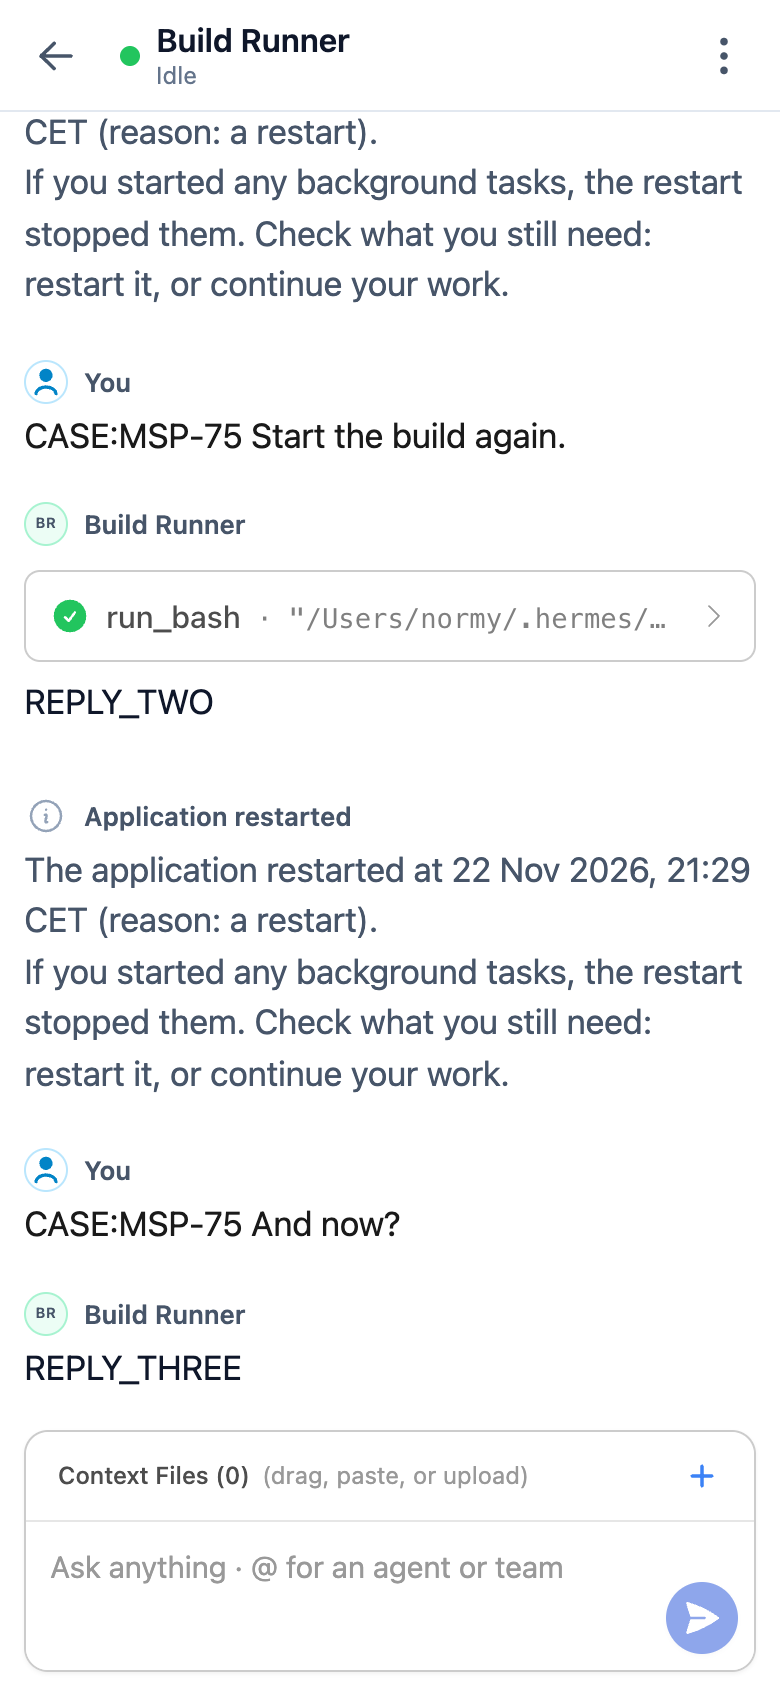 Build Runner
Idle
CET (reason: a restart).
If you started any background tasks, the restart
stopped them. Check what you still need:
restart it, or continue your work.
You
CASE:MSP-75 Start the build again.
BR Build Runner
run_bash · "/Users/normy/.hermes/…
REPLY_TWO
Application restarted
The application restarted at 22 Nov 2026, 21:29
CET (reason: a restart).
If you started any background tasks, the restart
stopped them. Check what you still need:
restart it, or continue your work.
You
CASE:MSP-75 And now?
BR Build Runner
REPLY_THREE
Context Files (0) (drag, paste, or upload)
Ask anything · @ for an agent or team